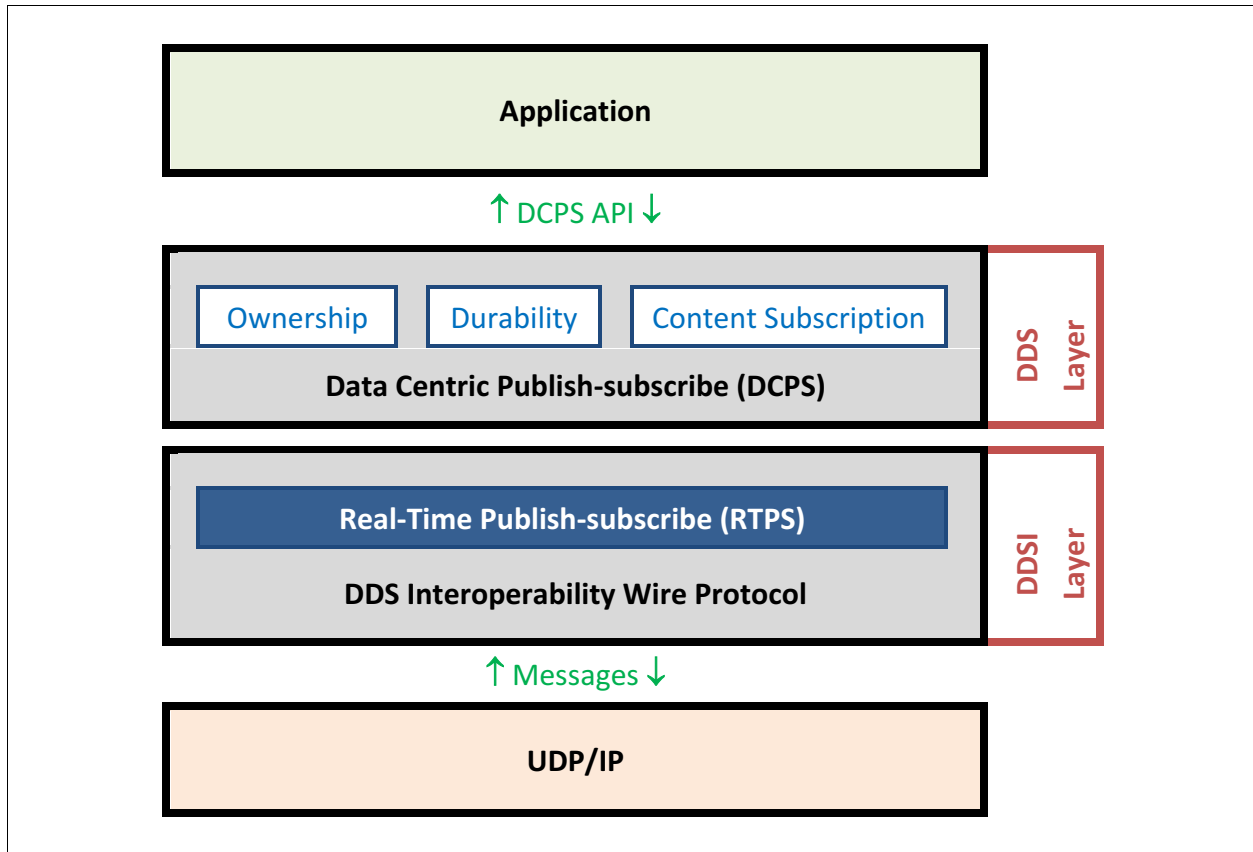 Application
↑ DCPS API ↓
Ownership
Durability
Content Subscription
Data Centric Publish-subscribe (DCPS)
DDS
Layer
Real-Time Publish-subscribe (RTPS)
DDS Interoperability Wire Protocol
DDSI
Layer
↑ Messages ↓
UDP/IP